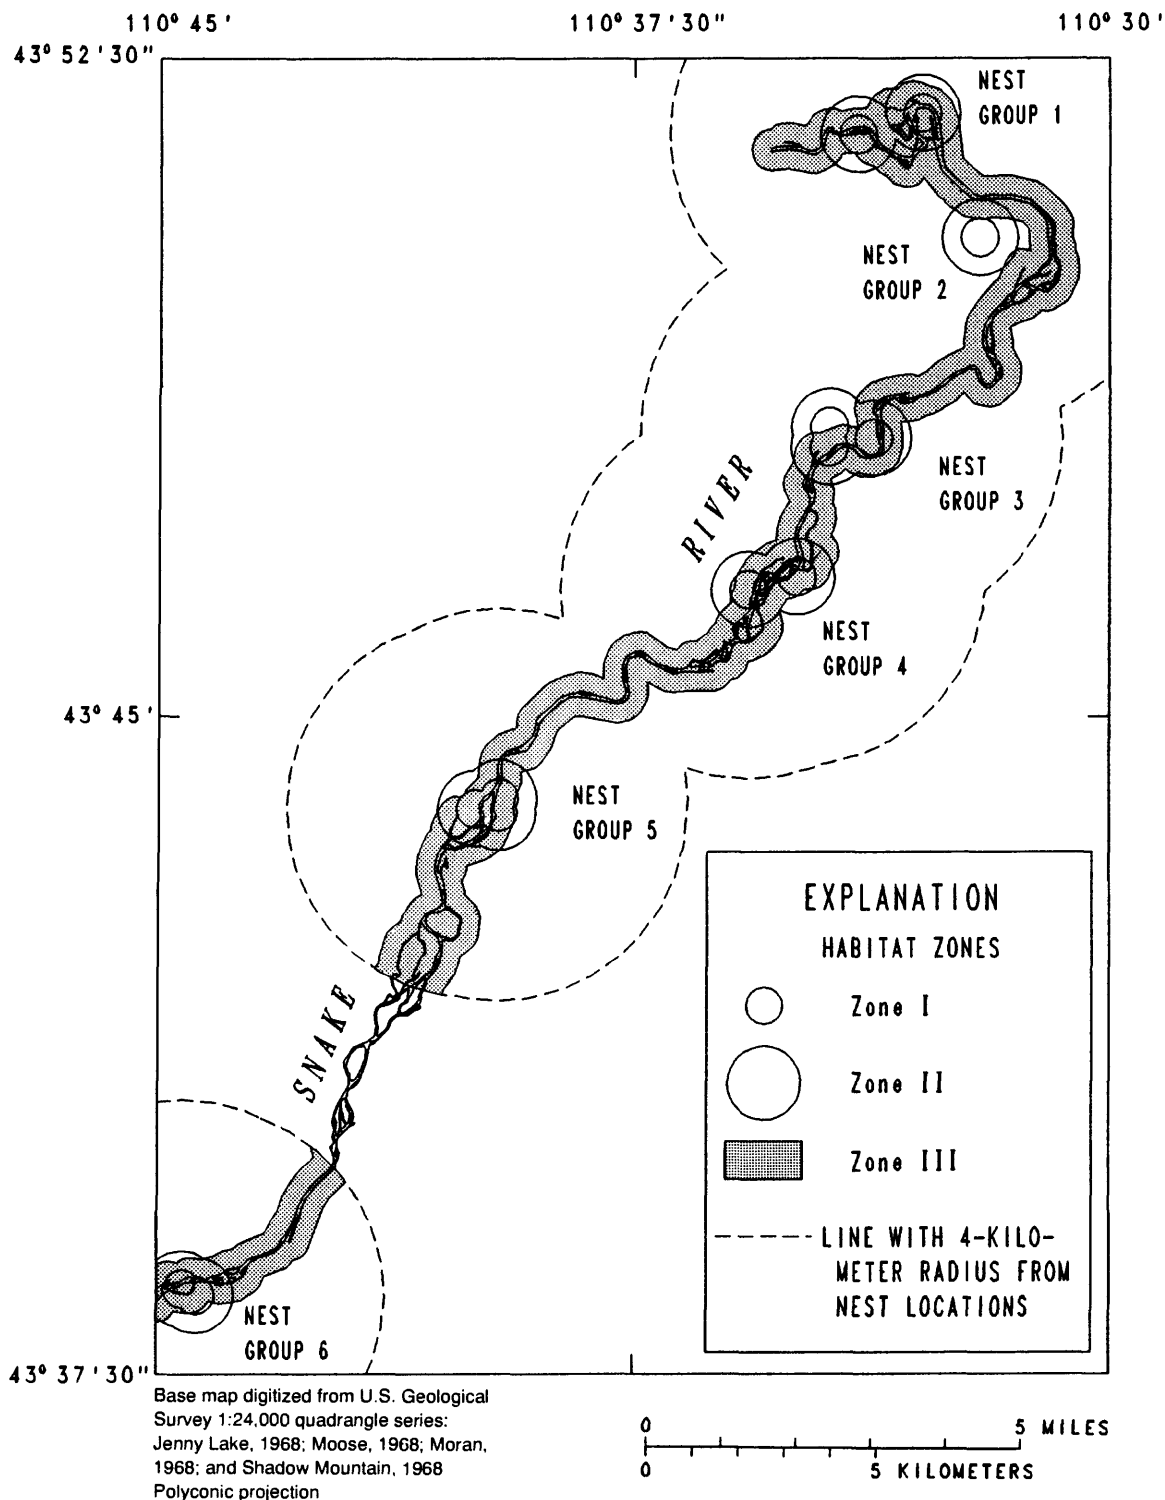 110° 45' 110° 37' 30" 110° 30'
43° 52' 30"
NEST
GROUP 1
NEST
GROUP 2
NEST
GROUP 3
RIVER
NEST
GROUP 4
43° 45'
NEST
GROUP 5
SNAKE
NEST
GROUP 6
EXPLANATION
HABITAT ZONES
Zone I
Zone II
Zone III
LINE WITH 4-KILO-
METER RADIUS FROM
NEST LOCATIONS
43° 37' 30"
Base map digitized from U.S. Geological
Survey 1:24,000 quadrangle series:
Jenny Lake, 1968; Moose, 1968; Moran,
1968; and Shadow Mountain, 1968
Polyconic projection
0 5 MILES
0 5 KILOMETERS